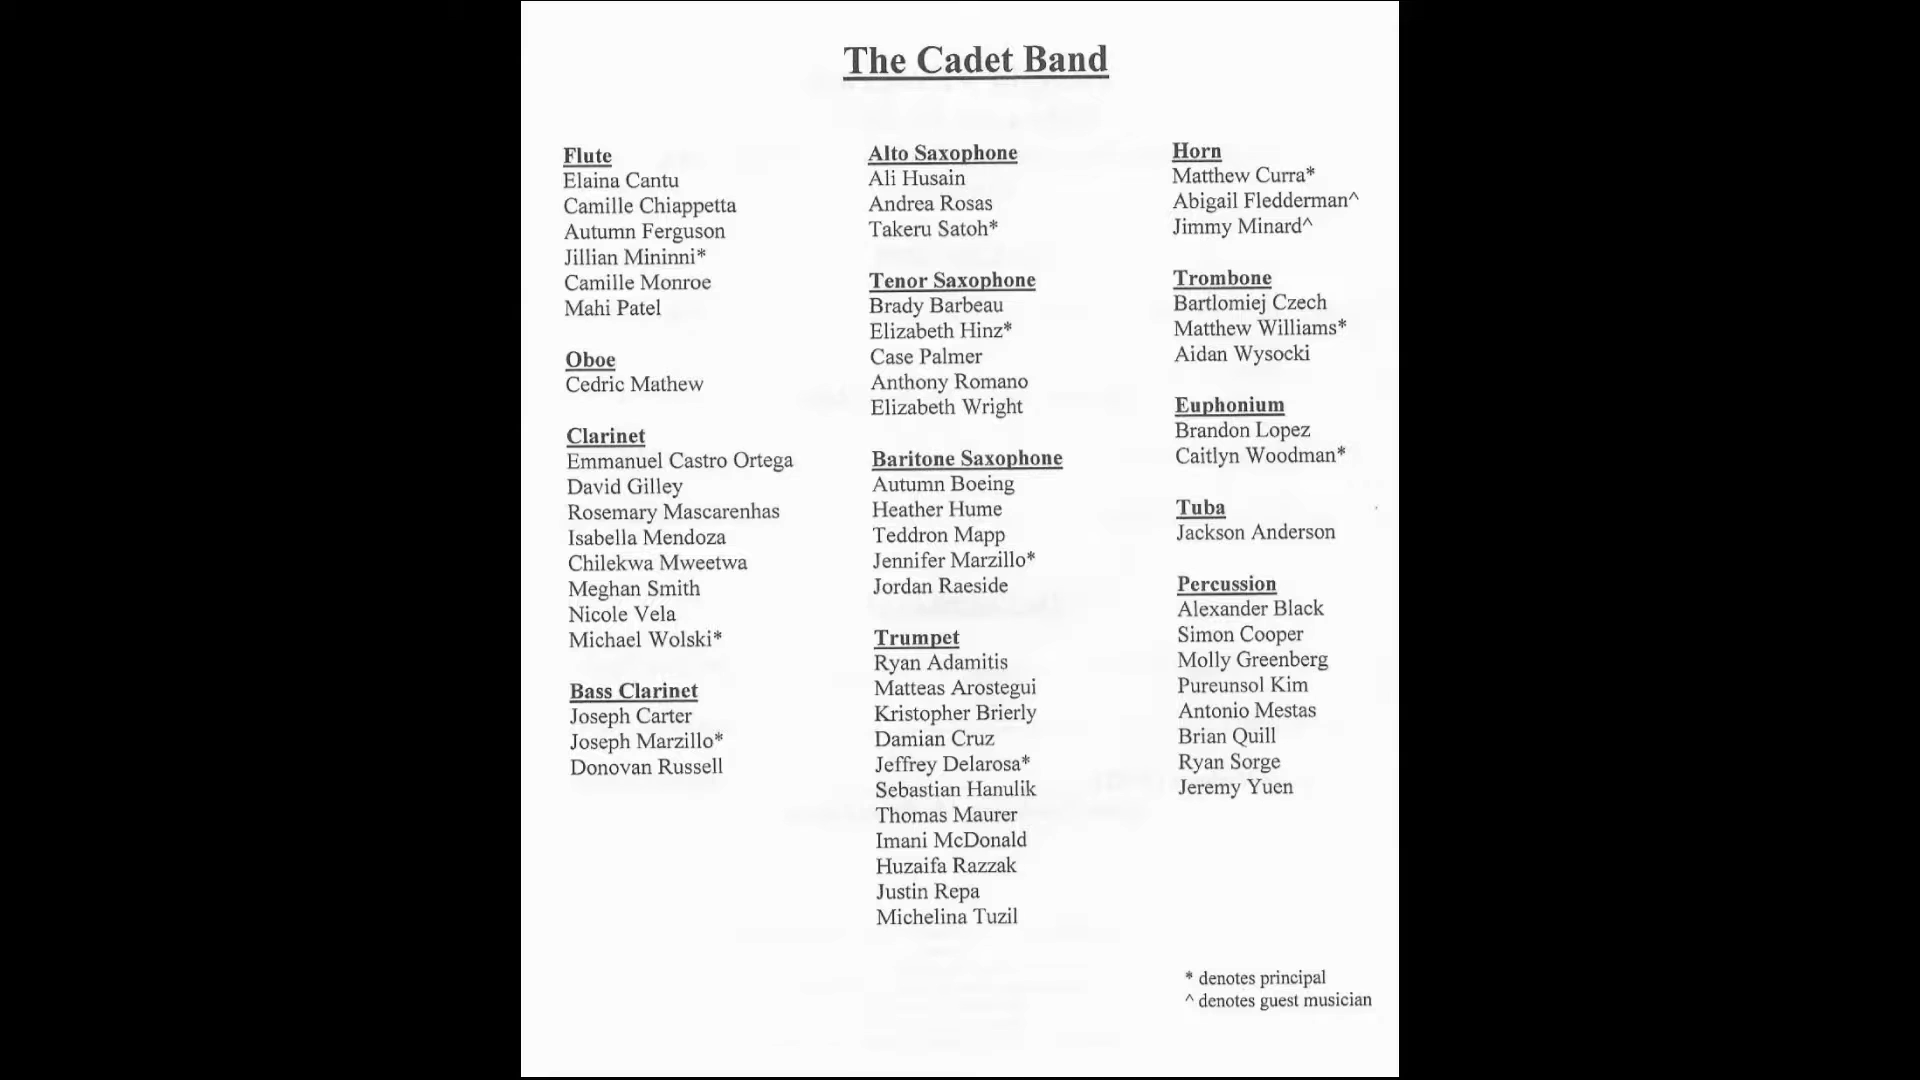 The Cadet Band
Flute
Elaina Cantu
Camille Chiappetta
Autumn Ferguson
Jillian Mininni*
Camille Monroe
Mahi Patel
Oboe
Cedric Mathew
Clarinet
Emmanuel Castro Ortega
David Gilley
Rosemary Mascarenhas
Isabella Mendoza
Chilekwa Mweetwa
Meghan Smith
Nicole Vela
Michael Wolski*
Bass Clarinet
Joseph Carter
Joseph Marzillo*
Donovan Russell
Alto Saxophone
Ali Husain
Andrea Rosas
Takeru Satoh*
Tenor Saxophone
Brady Barbeau
Elizabeth Hinz*
Case Palmer
Anthony Romano
Elizabeth Wright
Baritone Saxophone
Autumn Boeing
Heather Hume
Teddron Mapp
Jennifer Marzillo*
Jordan Raeside
Trumpet
Ryan Adamitis
Matteas Arostegui
Kristopher Brierly
Damian Cruz
Jeffrey Delarosa*
Sebastian Hanulik
Thomas Maurer
Imani McDonald
Huzaifa Razzak
Justin Repa
Michelina Tuzil
Horn
Matthew Curra*
Abigail Fledderman^
Jimmy Minard^
Trombone
Bartlomiej Czech
Matthew Williams*
Aidan Wysocki
Euphonium
Brandon Lopez
Caitlyn Woodman*
Tuba
Jackson Anderson
Percussion
Alexander Black
Simon Cooper
Molly Greenberg
Pureunsol Kim
Antonio Mestas
Brian Quill
Ryan Sorge
Jeremy Yuen
* denotes principal
^ denotes guest musician